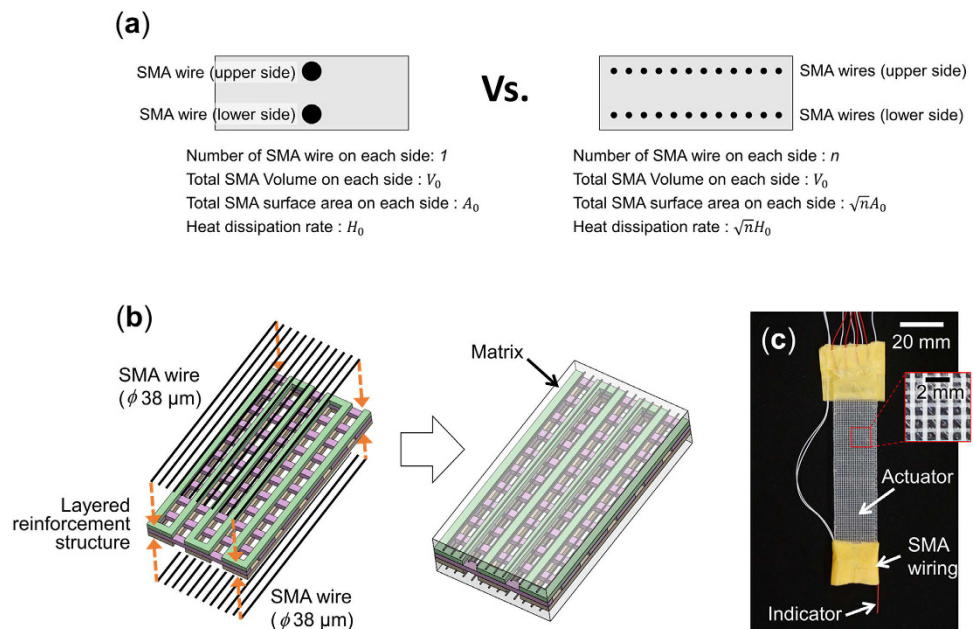 (a)
SMA wire (upper side)
SMA wire (lower side)
Number of SMA wire on each side: 1
Total SMA Volume on each side : V₀
Total SMA surface area on each side : A₀
Heat dissipation rate : H₀
Vs.
SMA wires (upper side)
SMA wires (lower side)
Number of SMA wire on each side : n
Total SMA Volume on each side : V₀
Total SMA surface area on each side : √nA₀
Heat dissipation rate : √nH₀
(b)
SMA wire
(ϕ 38 µm)
Layered
reinforcement
structure
SMA wire
(ϕ 38 µm)
Matrix
(c)
20 mm
2 mm
Actuator
SMA
wiring
Indicator